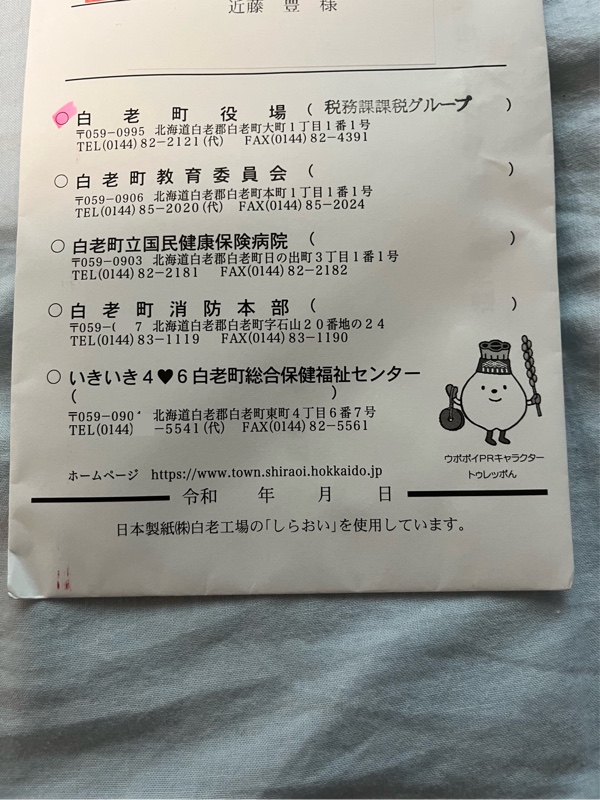 近藤 豊 様
○ 白老町役場（税務課課税グループ）
〒059-0995 北海道白老郡白老町大町1丁目1番1号
TEL(0144)82-2121(代) FAX(0144)82-4391
○ 白老町教育委員会（ ）
〒059-0906 北海道白老郡白老町本町1丁目1番1号
TEL(0144)85-2020(代) FAX(0144)85-2024
○ 白老町立国民健康保険病院（ ）
〒059-0903 北海道白老郡白老町日の出町3丁目1番1号
TEL(0144)82-2181 FAX(0144)82-2182
○ 白老町消防本部（ ）
〒059-( 7 北海道白老郡白老町字石山20番地の24
TEL(0144)83-1119 FAX(0144)83-1190
○ いきいき4♥6白老町総合保健福祉センター
（ ）
〒059-090 北海道白老郡白老町東町4丁目6番7号
TEL(0144) -5541(代) FAX(0144)82-5561
ウポポイPRキャラクター
トゥレッポん
ホームページ https://www.town.shiraoi.hokkaido.jp
令和 年 月 日
日本製紙㈱白老工場の「しらおい」を使用しています。